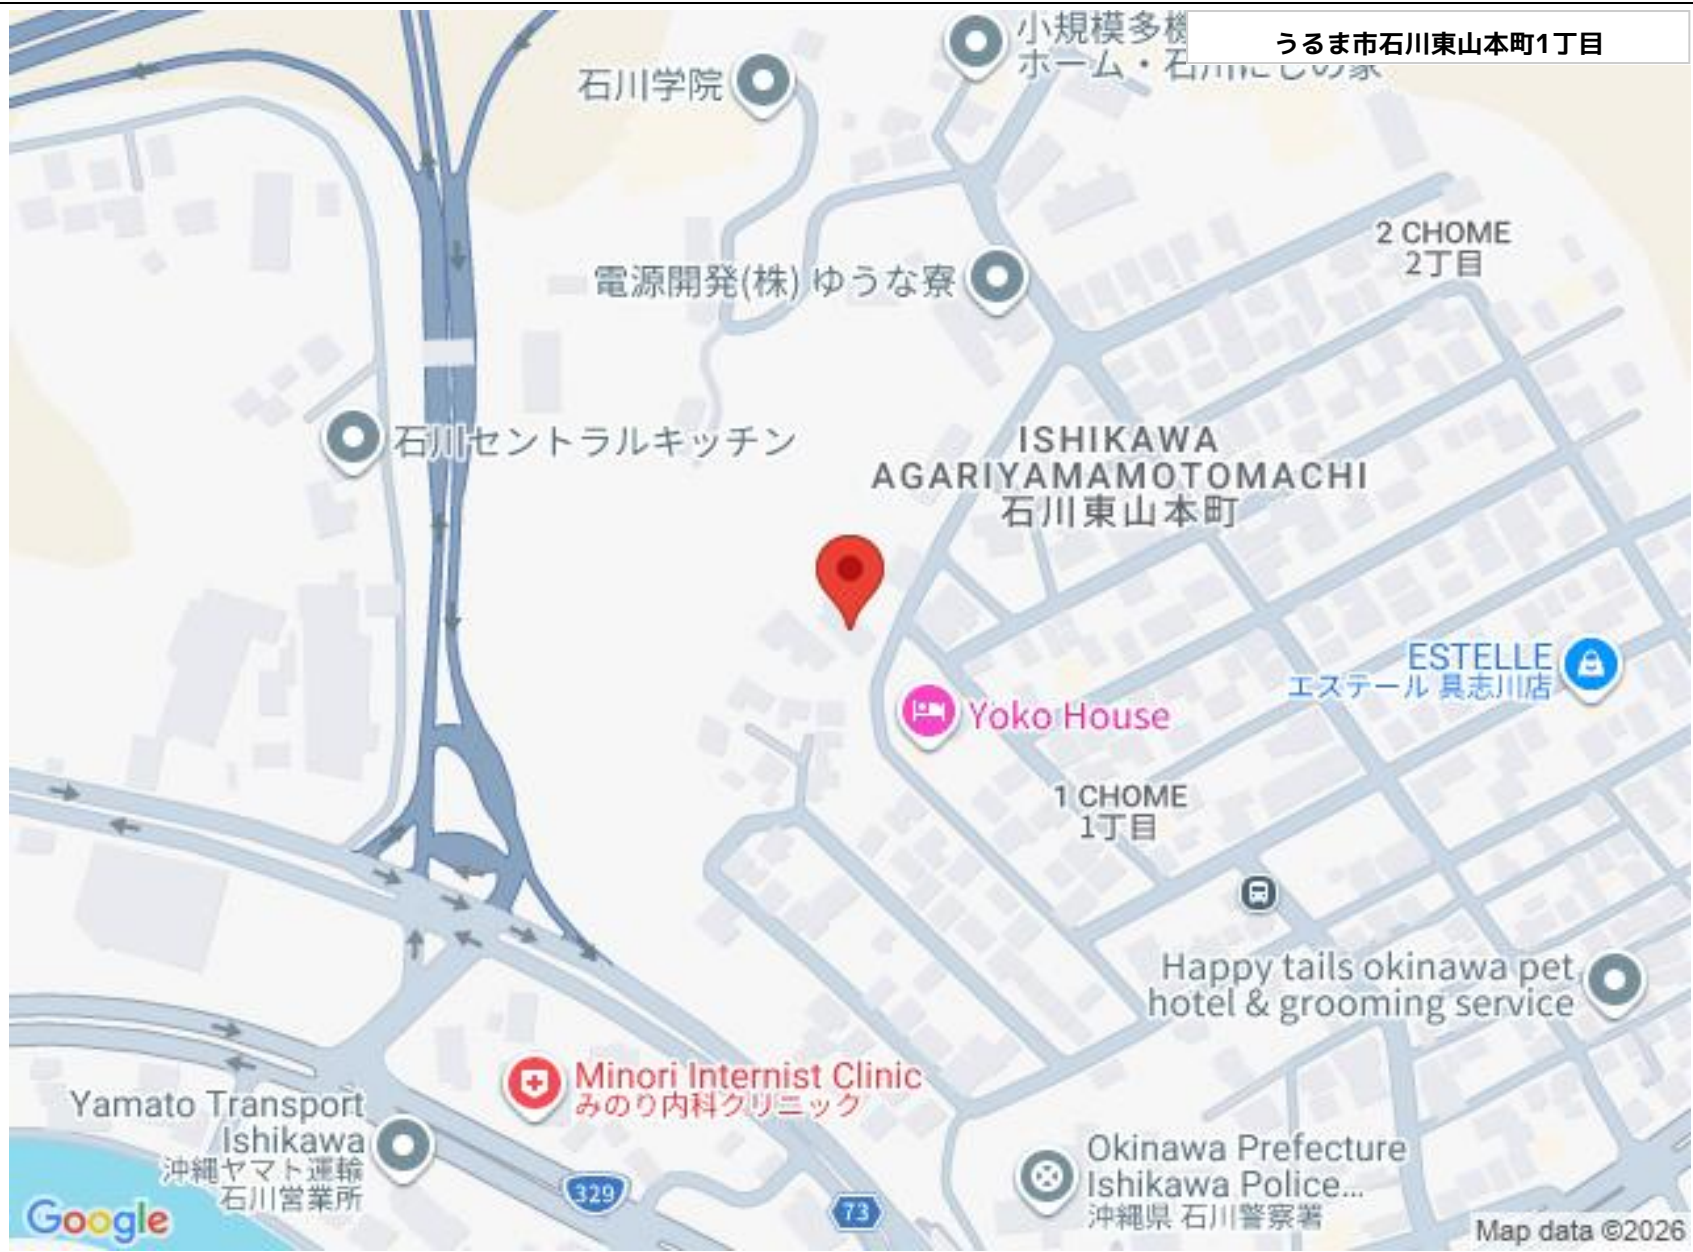 うるま市石川東山本町1丁目
小規模多機
ホーム・石川にしの家
石川学院
2 CHOME
2丁目
電源開発(株) ゆうな寮
石川セントラルキッチン
ISHIKAWA
AGARIYAMAMOTOMACHI
石川東山本町
ESTELLE
エステール 具志川店
Yoko House
1 CHOME
1丁目
Happy tails okinawa pet
hotel & grooming service
Minori Internist Clinic
みのり内科クリニック
Yamato Transport
Ishikawa
沖縄ヤマト運輸
石川営業所
Okinawa Prefecture
Ishikawa Police...
沖縄県 石川警察署
329
73
Google
Map data ©2026